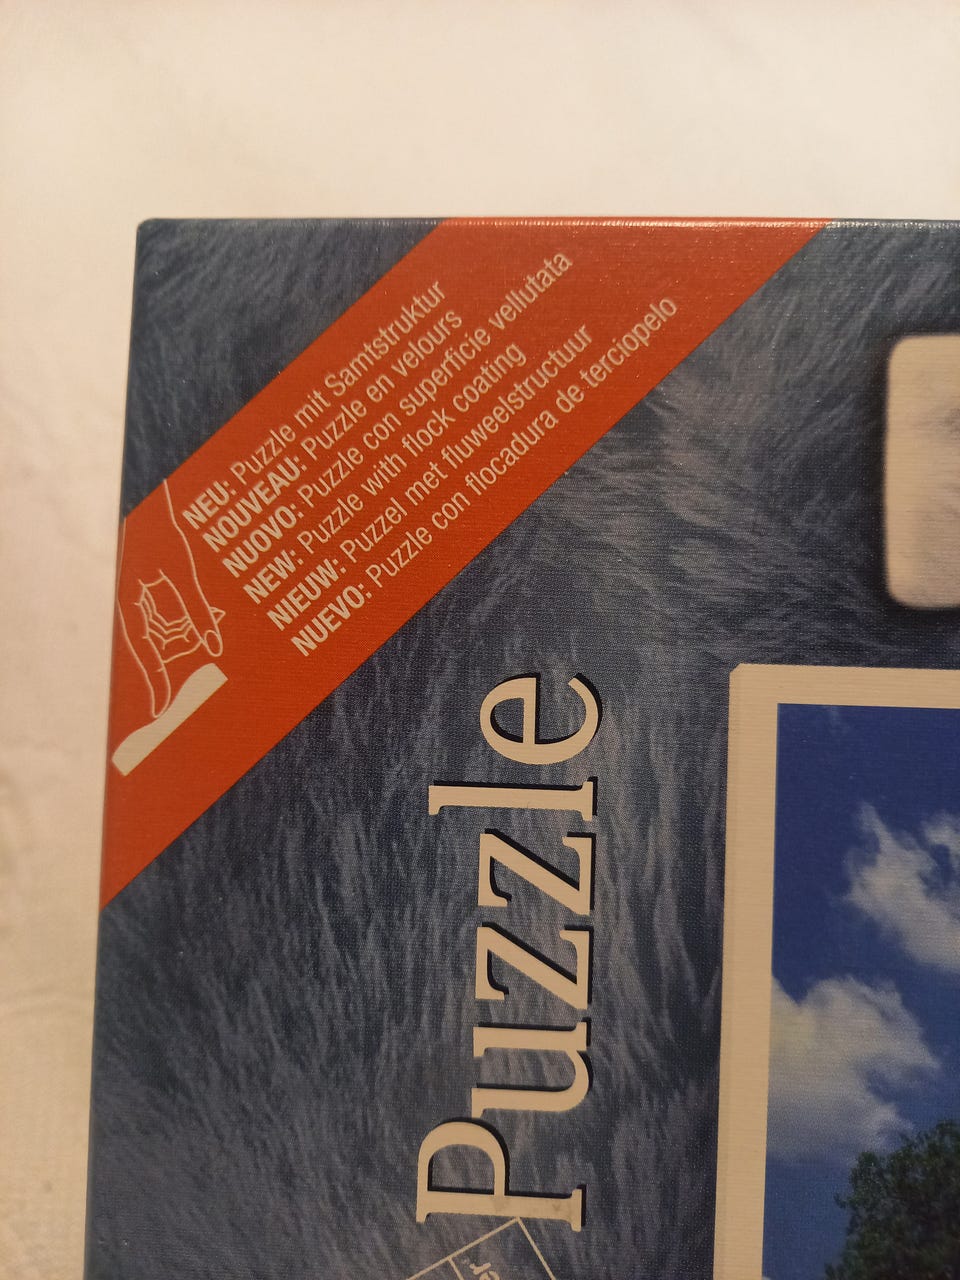 NEU: Puzzle mit Samtstruktur
NOUVEAU: Puzzle en velours
NUOVO: Puzzle con superficie vellutata
NEW: Puzzle with flock coating
NIEUW: Puzzel met fluweelstructuur
NUEVO: Puzzle con flocadura de terciopelo
Puzzle